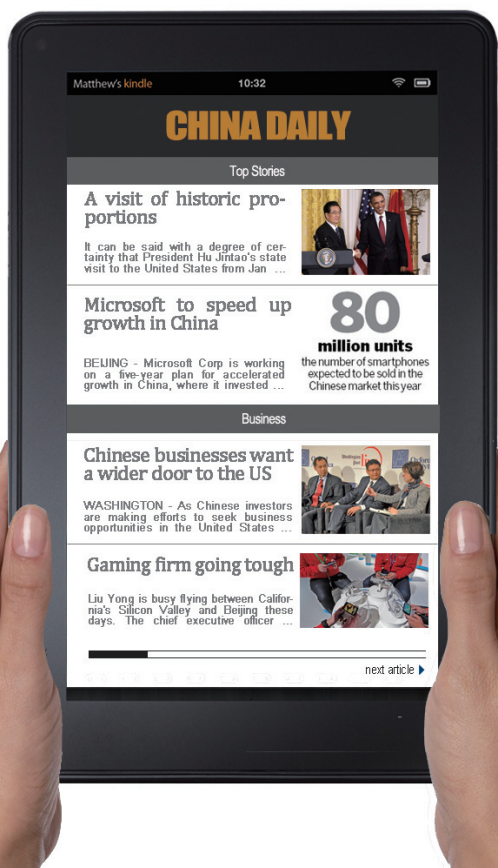 Matthew's kindle 10:32
CHINA DAILY
Top Stories
A visit of historic pro-
portions
It can be said with a degree of cer-
tainty that President Hu Jintao's state
visit to the United States from Jan ...
Microsoft to speed up
growth in China
BEIJING - Microsoft Corp is working
on a five-year plan for accelerated
growth in China, where it invested ...
80
million units
the number of smartphones
expected to be sold in the
Chinese market this year
Business
Chinese businesses want
a wider door to the US
WASHINGTON - As Chinese investors
are making efforts to seek business
opportunities in the United States ...
Gaming firm going tough
Liu Yong is busy flying between Califor-
nia's Silicon Valley and Beijing these
days. The chief executive officer ...
next article